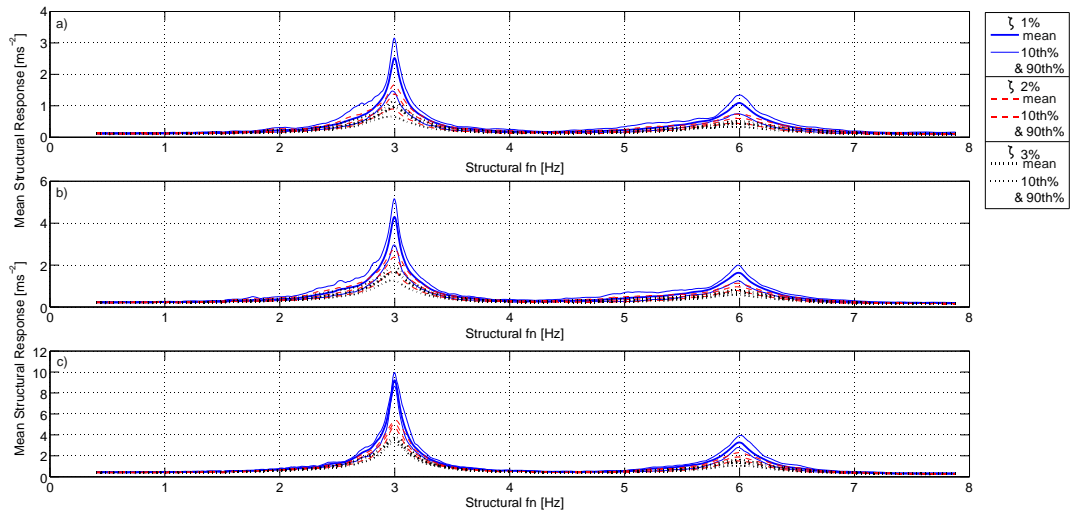 a)
4
3
2
1
0
0 1 2 3 4 5 6 7 8
Structural fn [Hz]
Mean Structural Response [ms⁻²]
b)
6
4
2
0
0 1 2 3 4 5 6 7 8
Structural fn [Hz]
c)
12
10
8
6
4
2
0
0 1 2 3 4 5 6 7 8
Structural fn [Hz]
Mean Structural Response [ms⁻²]
ζ 1%
mean
10th%
& 90th%
ζ 2%
mean
10th%
& 90th%
ζ 3%
mean
10th%
& 90th%